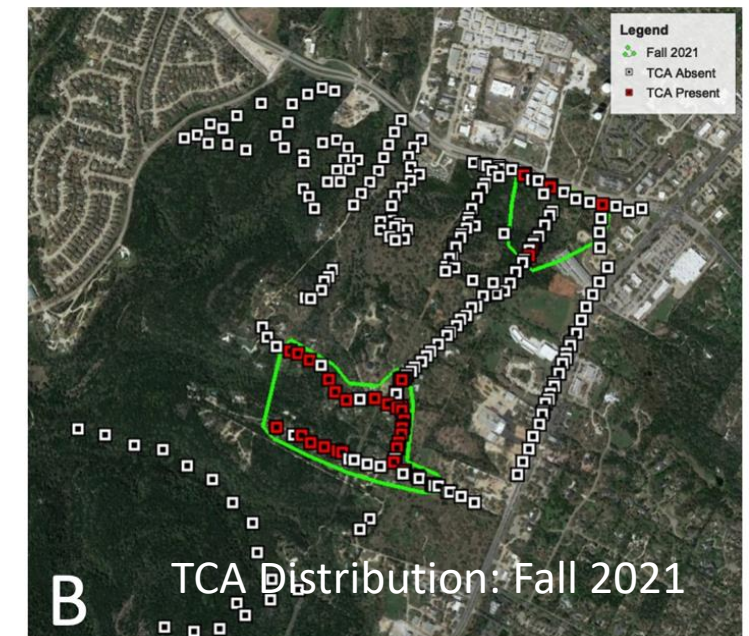 Legend
Fall 2021
TCA Absent
TCA Present
B
TCA Distribution: Fall 2021